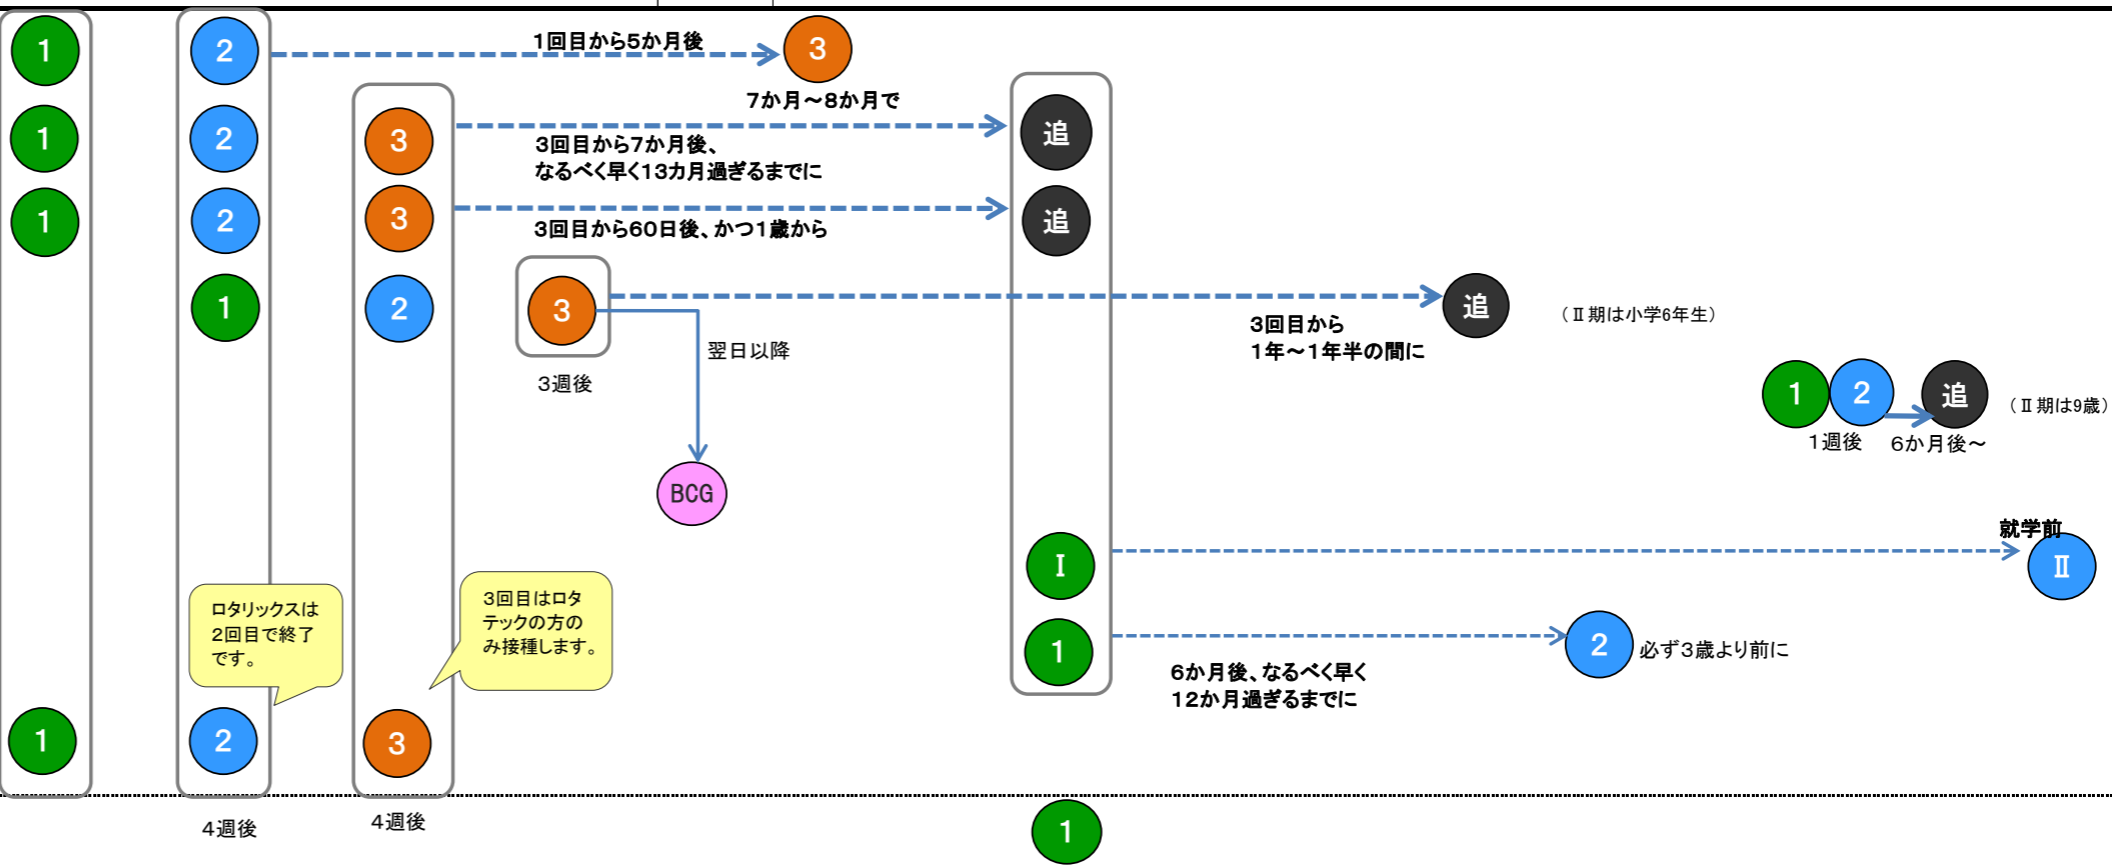 1
2
1回目から5か月後
3
7か月～8か月で
1
2
3
3回目から7か月後、
なるべく早く13カ月過ぎるまでに
追
1
2
3
3回目から60日後、かつ1歳から
追
1
2
3
3週後
翌日以降
BCG
3回目から
1年～1年半の間に
追
（Ⅱ期は小学6年生）
1
2
追
（Ⅱ期は9歳）
1週後
6か月後～
Ⅰ
就学前
Ⅱ
ロタリックスは
2回目で終了
です。
3回目はロタ
テックの方の
み接種します。
1
6か月後、なるべく早く
12か月過ぎるまでに
2
必ず3歳より前に
1
2
3
4週後
4週後
1